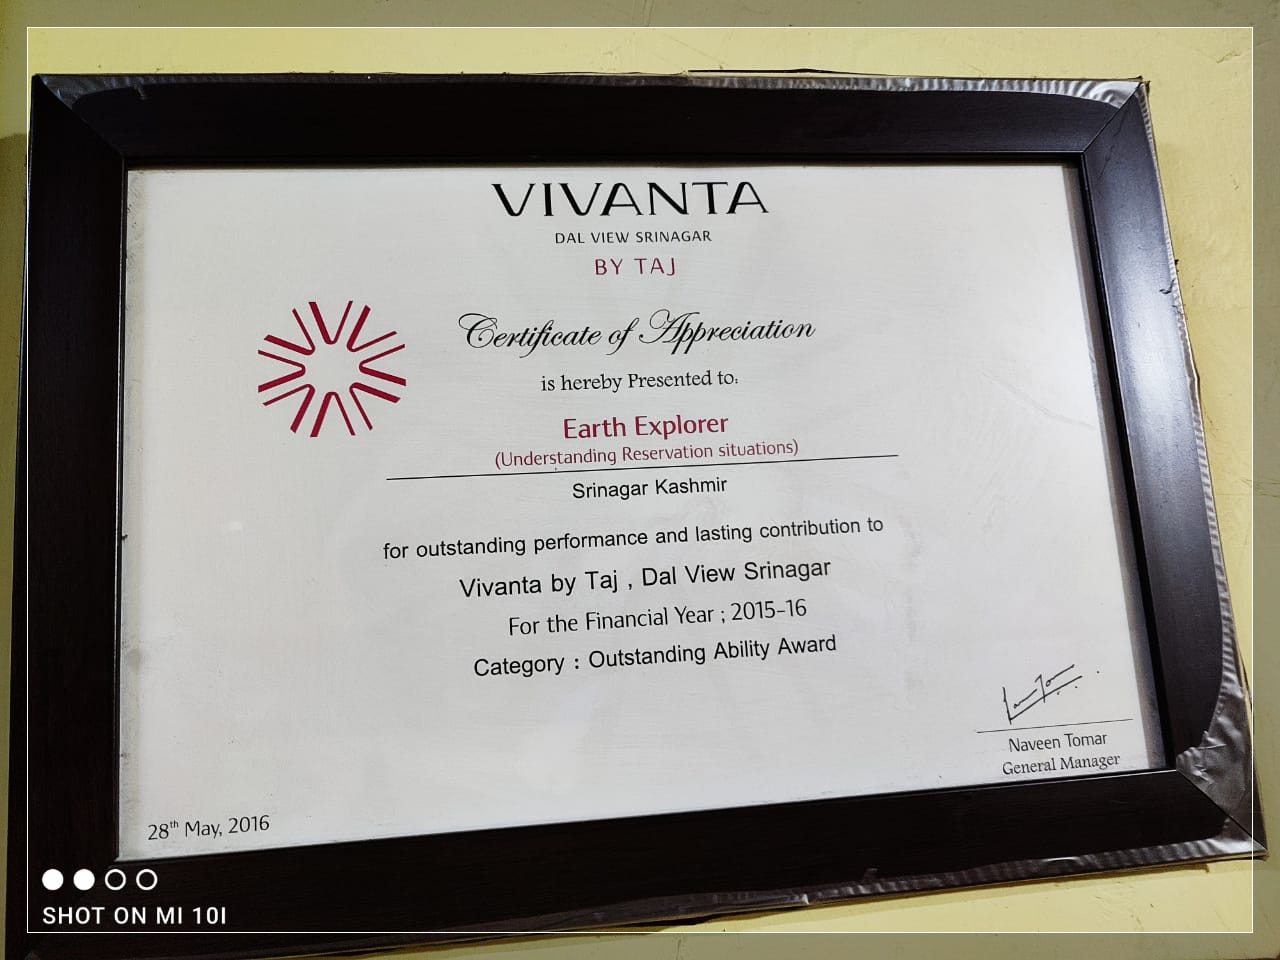 VIVANTA
DAL VIEW SRINAGAR
BY TAJ
Certificate of Appreciation
is hereby Presented to:
Earth Explorer
(Understanding Reservation situations)
Srinagar Kashmir
for outstanding performance and lasting contribution to
Vivanta by Taj , Dal View Srinagar
For the Financial Year ; 2015-16
Category : Outstanding Ability Award
Naveen Tomar
General Manager
28th May, 2016
SHOT ON MI 10I